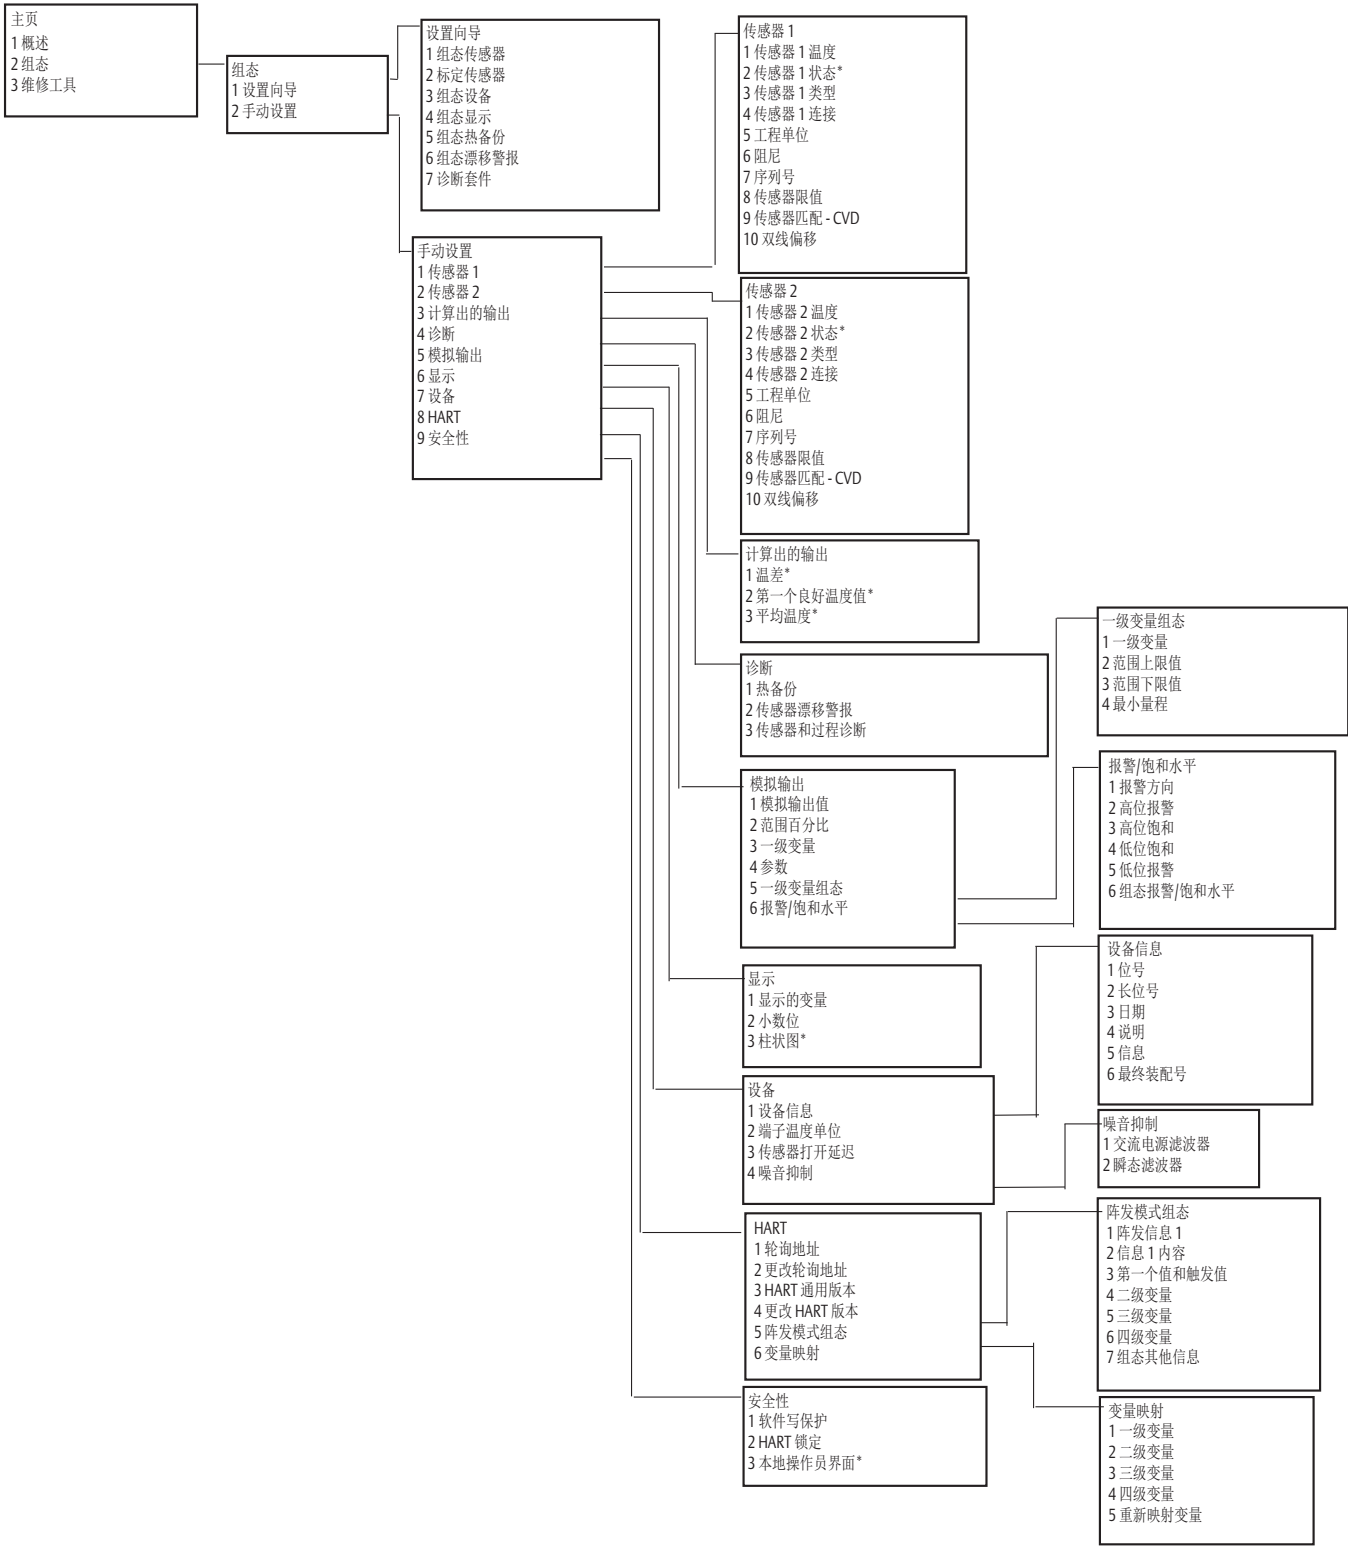 主页
1 概述
2 组态
3 维修工具
组态
1 设置向导
2 手动设置
设置向导
1 组态传感器
2 标定传感器
3 组态设备
4 组态显示
5 组态热备份
6 组态漂移警报
7 诊断套件
手动设置
1 传感器 1
2 传感器 2
3 计算出的输出
4 诊断
5 模拟输出
6 显示
7 设备
8 HART
9 安全性
传感器 1
1 传感器 1 温度
2 传感器 1 状态*
3 传感器 1 类型
4 传感器 1 连接
5 工程单位
6 阻尼
7 序列号
8 传感器限值
9 传感器匹配 - CVD
10 双线偏移
传感器 2
1 传感器 2 温度
2 传感器 2 状态*
3 传感器 2 类型
4 传感器 2 连接
5 工程单位
6 阻尼
7 序列号
8 传感器限值
9 传感器匹配 - CVD
10 双线偏移
计算出的输出
1 温差*
2 第一个良好温度值*
3 平均温度*
诊断
1 热备份
2 传感器漂移警报
3 传感器和过程诊断
模拟输出
1 模拟输出值
2 范围百分比
3 一级变量
4 参数
5 一级变量组态
6 报警/饱和水平
一级变量组态
1 一级变量
2 范围上限值
3 范围下限值
4 最小量程
报警/饱和水平
1 报警方向
2 高位报警
3 高位饱和
4 低位饱和
5 低位报警
6 组态报警/饱和水平
显示
1 显示的变量
2 小数位
3 柱状图*
设备
1 设备信息
2 端子温度单位
3 传感器打开延迟
4 噪音抑制
设备信息
1 位号
2 长位号
3 日期
4 说明
5 信息
6 最终装配号
噪音抑制
1 交流电源滤波器
2 瞬态滤波器
HART
1 轮询地址
2 更改轮询地址
3 HART 通用版本
4 更改 HART 版本
5 阵发模式组态
6 变量映射
阵发模式组态
1 阵发信息 1
2 信息 1 内容
3 第一个值和触发值
4 二级变量
5 三级变量
6 四级变量
7 组态其他信息
安全性
1 软件写保护
2 HART 锁定
3 本地操作员界面*
变量映射
1 一级变量
2 二级变量
3 三级变量
4 四级变量
5 重新映射变量